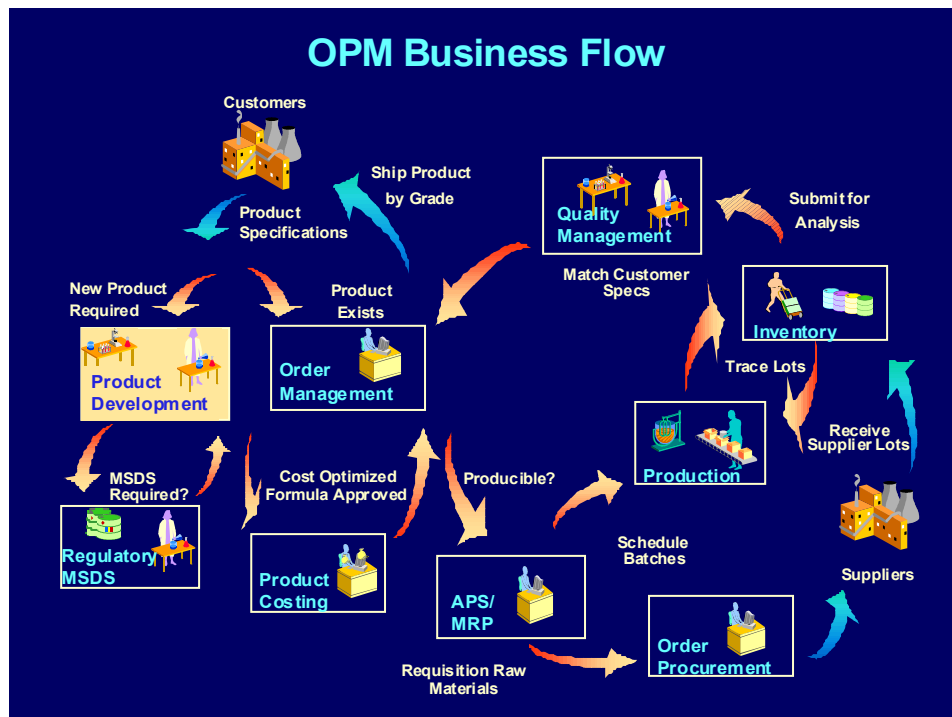 OPM Business Flow
Customers
Ship Product
by Grade
Product
Specifications
Quality
Management
Submit for
Analysis
New Product
Required
Product
Exists
Match Customer
Specs
Inventory
Product
Development
Order
Management
Trace Lots
Receive
Supplier Lots
Production
MSDS
Required?
Cost Optimized
Formula Approved
Producible?
Regulatory
MSDS
Product
Costing
APS/
MRP
Schedule
Batches
Suppliers
Order
Procurement
Requisition Raw
Materials